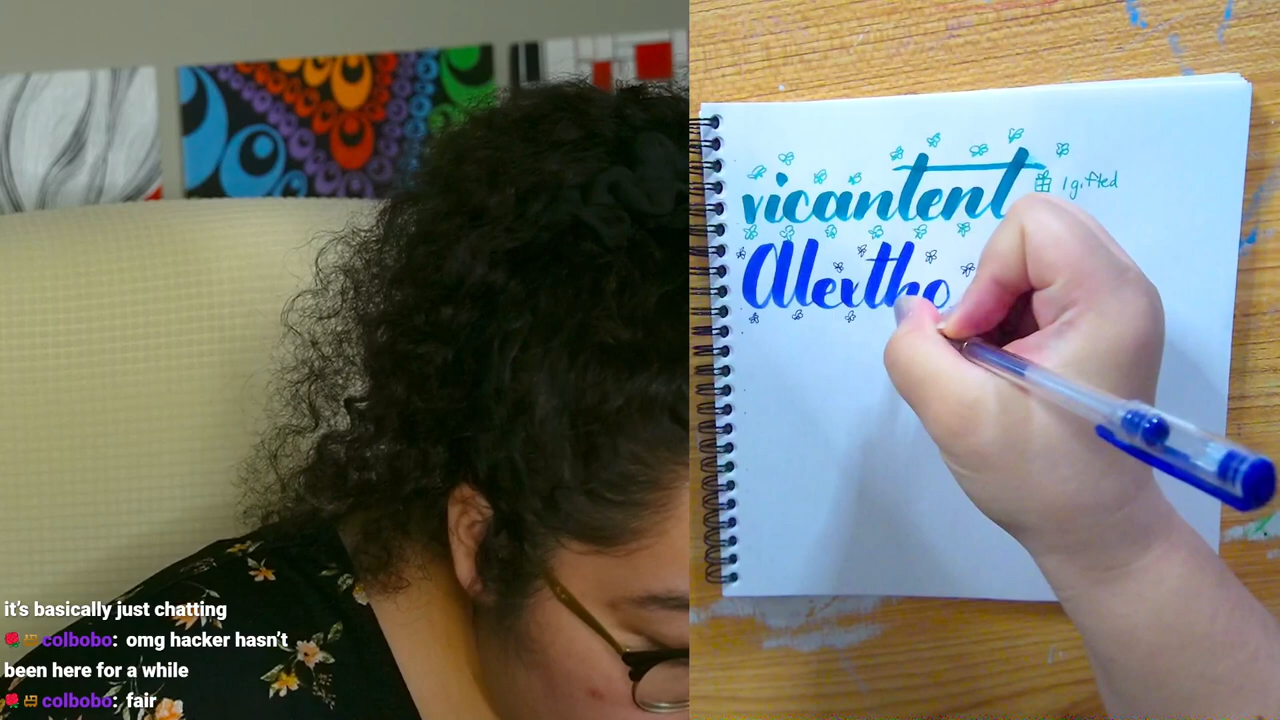 it's basically just chatting
colbobo: omg hacker hasn't
been here for a while
colbobo: fair
vicantent
1 gifted
Alextho